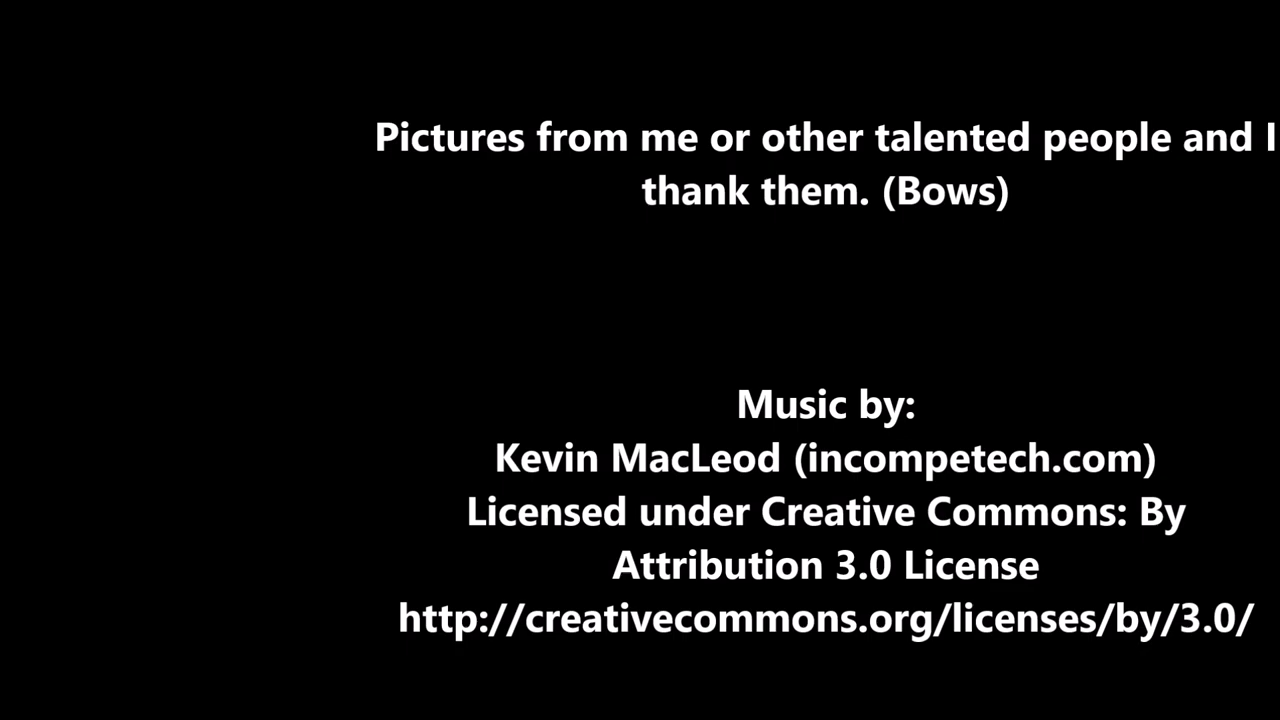 Pictures from me or other talented people and I
thank them. (Bows)
Music by:
Kevin MacLeod (incompetech.com)
Licensed under Creative Commons: By
Attribution 3.0 License
http://creativecommons.org/licenses/by/3.0/